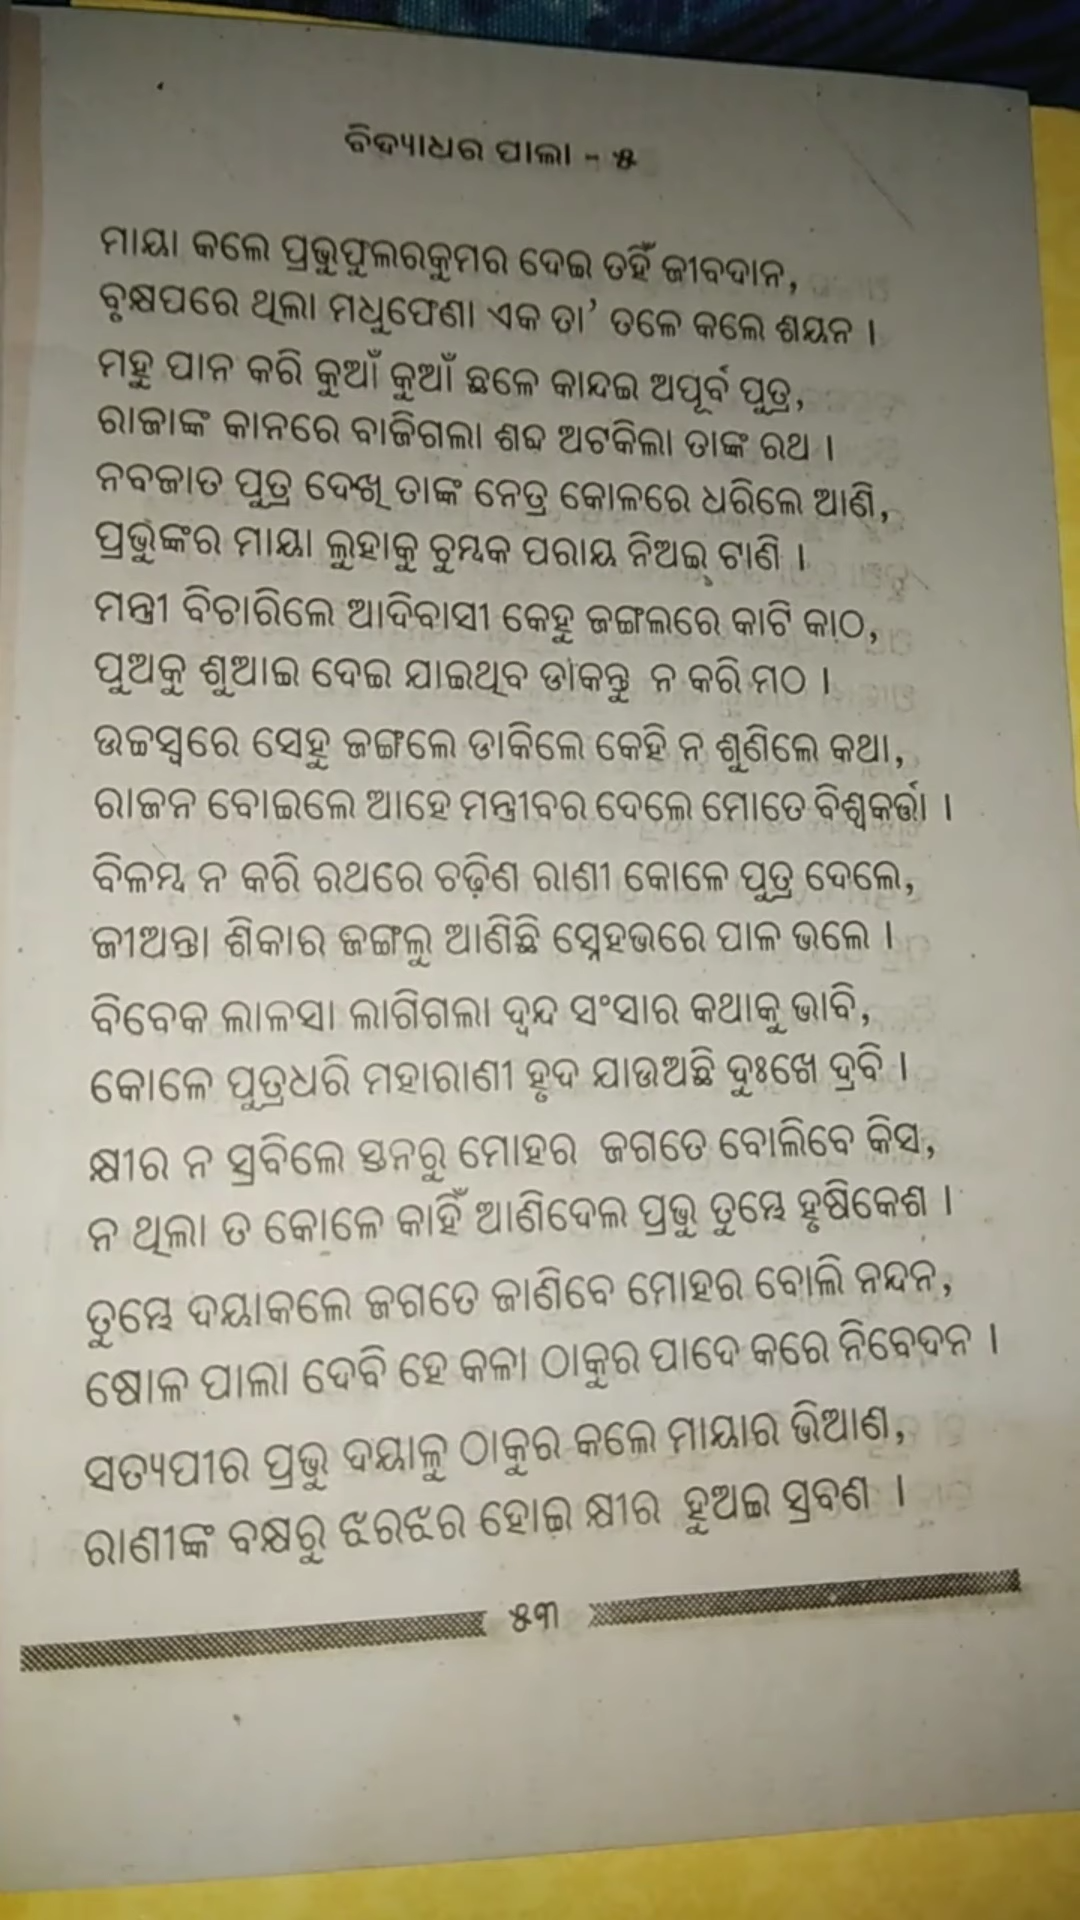 ବିଦ୍ୟାଧର ପାଲା - ୫
ମାୟା କଲେ ପ୍ରଭୁଫୁଲରକୁମର ଦେଇ ତହିଁ ଜୀବଦାନ,
ବୃକ୍ଷପରେ ଥିଲା ମଧୁଫେଣା ଏକ ତା’ ତଳେ କଲେ ଶୟନ ।
ମହୁ ପାନ କରି କୁଆଁ କୁଆଁ ଛଳେ କାନ୍ଦଇ ଅପୂର୍ବ ପୁତ୍ର,
ରାଜାଙ୍କ କାନରେ ବାଜିଗଲା ଶବ୍ଦ ଅଟକିଲା ତାଙ୍କ ରଥ ।
ନବଜାତ ପୁତ୍ର ଦେଖି ତାଙ୍କ ନେତ୍ର କୋଳରେ ଧରିଲେ ଆଣି,
ପ୍ରଭୁଙ୍କର ମାୟା ଲୁହାକୁ ଚୁମ୍ବକ ପରାୟ ନିଅଇ ଟାଣି ।
ମନ୍ତ୍ରୀ ବିଚାରିଲେ ଆଦିବାସୀ କେହୁ ଜଙ୍ଗଲରେ କାଟି କାଠ,
ପୁଅକୁ ଶୁଆଇ ଦେଇ ଯାଇଥିବ ଡାକନ୍ତୁ ନ କରି ମଠ ।
ଉଚ୍ଚସ୍ୱରେ ସେହୁ ଜଙ୍ଗଲେ ଡାକିଲେ କେହି ନ ଶୁଣିଲେ କଥା,
ରାଜନ ବୋଇଲେ ଆହେ ମନ୍ତ୍ରୀବର ଦେଲେ ମୋତେ ବିଶ୍ୱକର୍ତ୍ତା ।
ବିଳମ୍ବ ନ କରି ରଥରେ ଚଢ଼ିଣ ରାଣୀ କୋଳେ ପୁତ୍ର ଦେଲେ,
ଜୀଅନ୍ତା ଶିକାର ଜଙ୍ଗଲୁ ଆଣିଛି ସ୍ନେହଭରେ ପାଳ ଭଲେ ।
ବିବେକ ଲାଳସା ଲାଗିଗଲା ଦ୍ୱନ୍ଦ ସଂସାର କଥାକୁ ଭାବି,
କୋଳେ ପୁତ୍ରଧରି ମହାରାଣୀ ହୃଦ ଯାଉଅଛି ଦୁଃଖେ ଦ୍ରବି ।
କ୍ଷୀର ନ ସ୍ରବିଲେ ସ୍ତନରୁ ମୋହର ଜଗତେ ବୋଲିବେ କିସ,
ନ ଥିଲା ତ କୋଳେ କାହିଁ ଆଣିଦେଲ ପ୍ରଭୁ ତୁମ୍ଭେ ହୃଷିକେଶ ।
ତୁମ୍ଭେ ଦୟାକଲେ ଜଗତେ ଜାଣିବେ ମୋହର ବୋଲି ନନ୍ଦନ,
ଷୋଳ ପାଲା ଦେବି ହେ କଳା ଠାକୁର ପାଦେ କରେ ନିବେଦନ ।
ସତ୍ୟପୀର ପ୍ରଭୁ ଦୟାଳୁ ଠାକୁର କଲେ ମାୟାର ଭିଆଣ,
ରାଣୀଙ୍କ ବକ୍ଷରୁ ଝରଝର ହୋଇ କ୍ଷୀର ହୁଅଇ ସ୍ରବଣ ।
୫୩